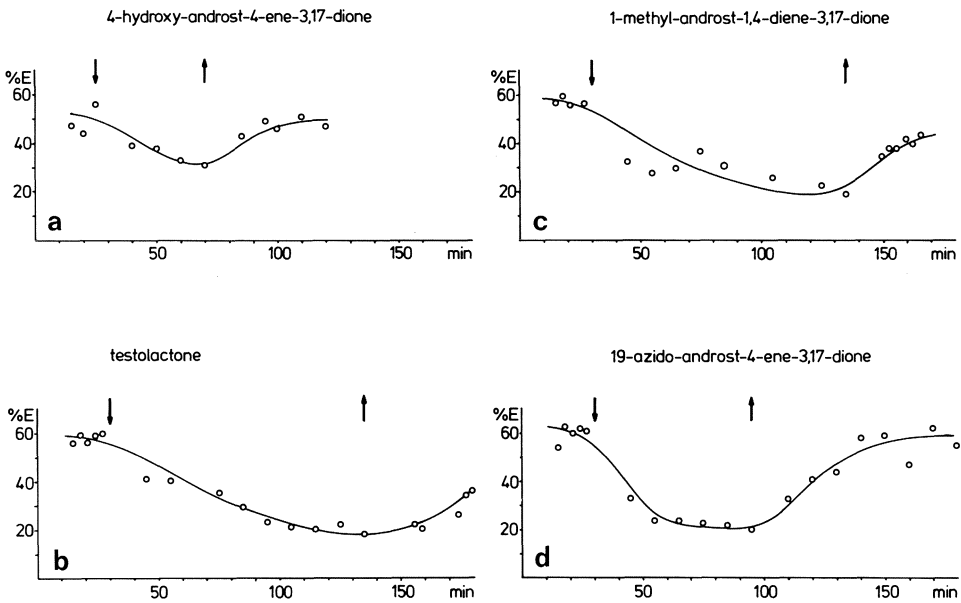 4-hydroxy-androst-4-ene-3,17-dione
%E
60
40
20
a
50
100
150
min
1-methyl-androst-1,4-diene-3,17-dione
%E
60
40
20
c
50
100
150
min
testolactone
%E
60
40
20
b
50
100
150
min
19-azido-androst-4-ene-3,17-dione
%E
60
40
20
d
50
100
150
min